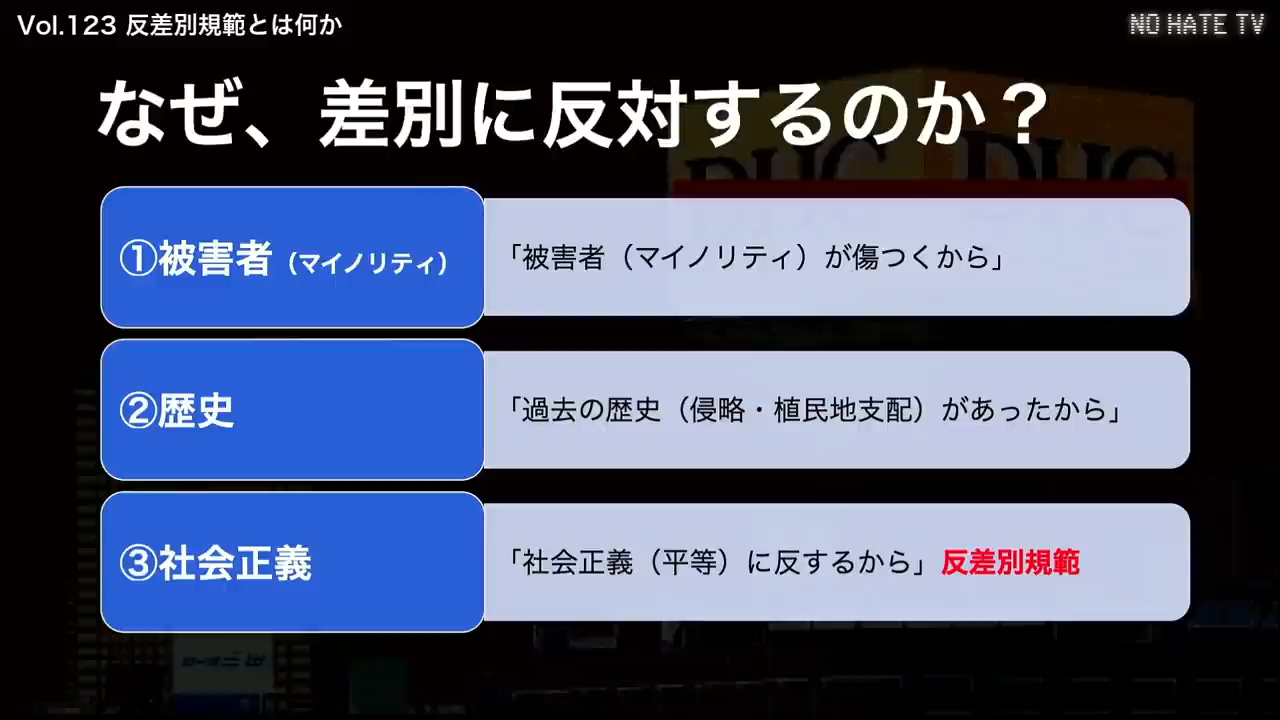 Vol.123 反差別規範とは何か
NO HATE TV
なぜ、差別に反対するのか？
DHC DHC
①被害者（マイノリティ）
「被害者（マイノリティ）が傷つくから」
②歴史
「過去の歴史（侵略・植民地支配）があったから」
③社会正義
「社会正義（平等）に反するから」反差別規範